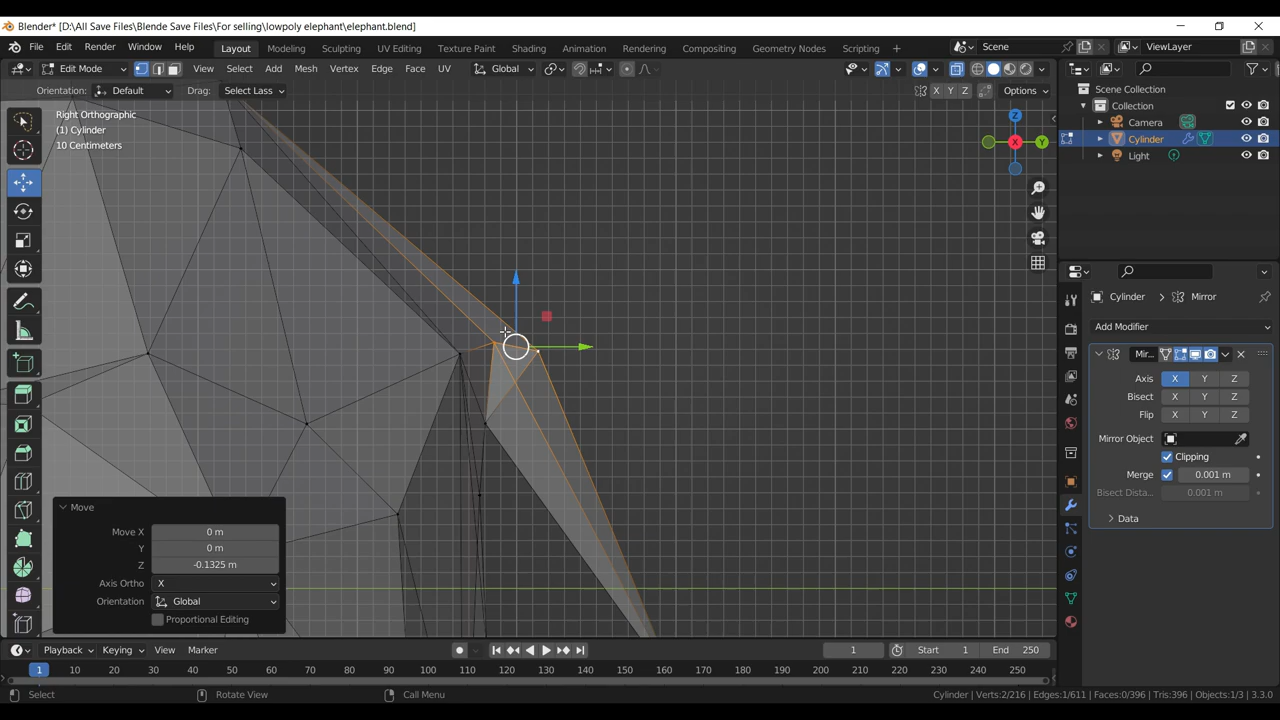 Blender* [D:\All Save Files\Blende Save Files\For selling\lowpoly elephant\elephant.blend]
File Edit Render Window Help Layout Modeling Sculpting UV Editing Texture Paint Shading Animation Rendering Compositing Geometry Nodes Scripting + Scene ViewLayer
Edit Mode View Select Add Mesh Vertex Edge Face UV Global
Orientation: Default Drag: Select Lass X Y Z Options
Scene Collection
Collection
Camera
Cylinder
Light
Right Orthographic
(1) Cylinder
10 Centimeters
Z
X
Y
Cylinder > Mirror
Add Modifier
Mir...
Axis X Y Z
Bisect X Y Z
Flip X Y Z
Mirror Object
Clipping
Merge 0.001 m
Bisect Dista... 0.001 m
Data
Move
Move X 0 m
Y 0 m
Z -0.1325 m
Axis Ortho X
Orientation Global
Proportional Editing
Playback Keying View Marker 1 Start 1 End 250
1 10 20 30 40 50 60 70 80 90 100 110 120 130 140 150 160 170 180 190 200 210 220 230 240 250
Select Rotate View Call Menu Cylinder | Verts:2/216 | Edges:1/611 | Faces:0/396 | Tris:396 | Objects:1/3 | 3.3.0